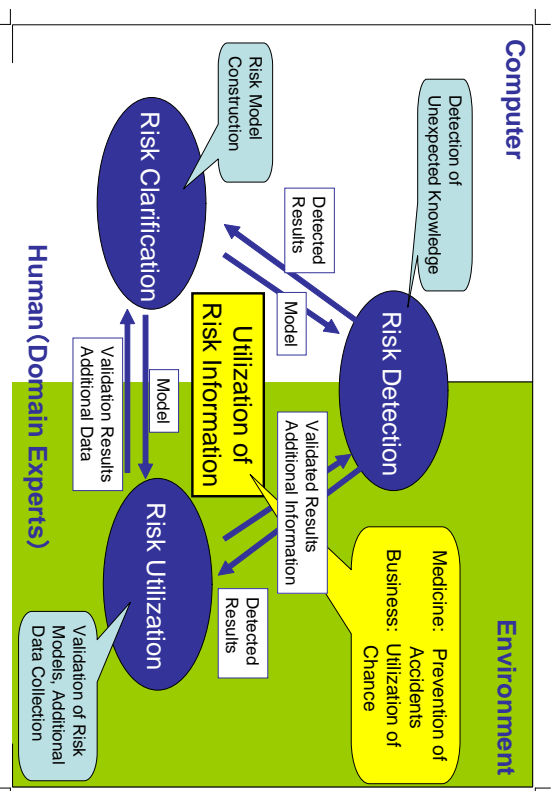 Computer
Environment
Detection of
Unexpected Knowledge
Risk Detection
Medicine: Prevention of
Accidents
Business: Utilization of
Chance
Detected
Results
Model
Validated Results
Additional Information
Detected
Results
Utilization of
Risk Information
Risk Model
Construction
Risk Clarification
Model
Validation Results
Additional Data
Risk Utilization
Validation of Risk
Models, Additional
Data Collection
Human(Domain Experts)